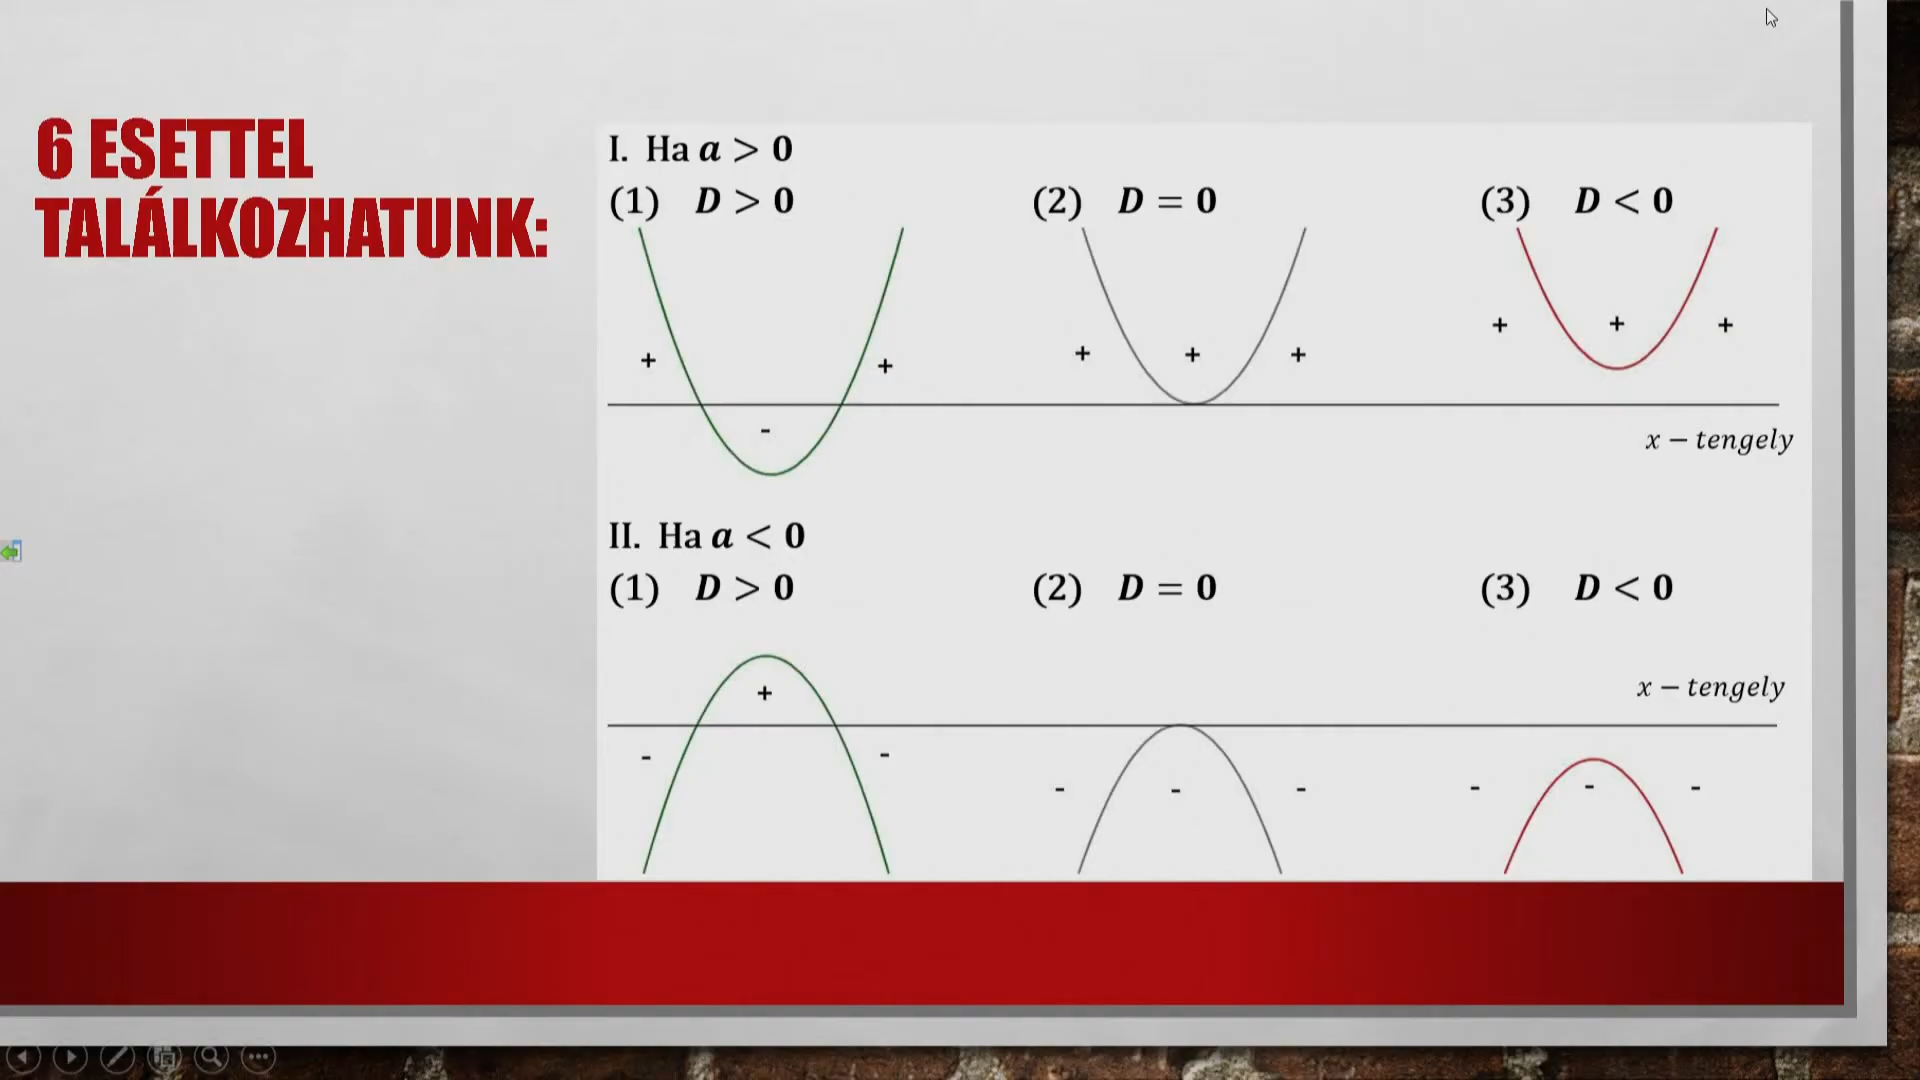 6 ESETTEL
TALÁLKOZHATUNK:
I. Ha a > 0
(1) D > 0 (2) D = 0 (3) D < 0
+ + + + + + + +
-
x − tengely
II. Ha a < 0
(1) D > 0 (2) D = 0 (3) D < 0
x − tengely
+
- - - - - - - -